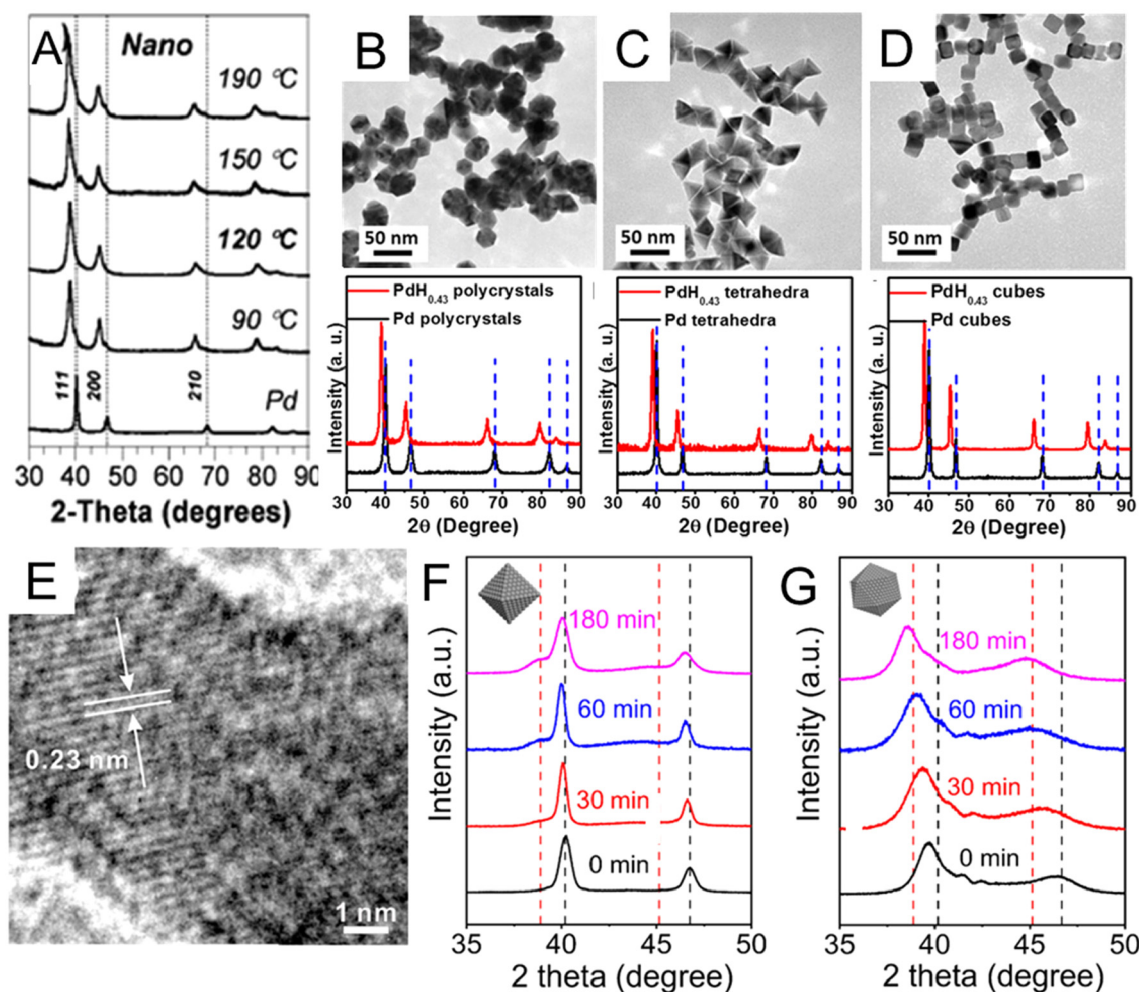 A
Nano
190 °C
150 °C
120 °C
90 °C
111
200
210
Pd
30 40 50 60 70 80 90
2-Theta (degrees)
B
50 nm
C
50 nm
D
50 nm
PdH0.43 polycrystals
Pd polycrystals
Intensity (a. u.)
30 40 50 60 70 80 90
2θ (Degree)
PdH0.43 tetrahedra
Pd tetrahedra
Intensity (a. u.)
30 40 50 60 70 80 90
2θ (Degree)
PdH0.43 cubes
Pd cubes
Intensity (a. u.)
30 40 50 60 70 80 90
2θ (Degree)
E
0.23 nm
1 nm
F
180 min
60 min
30 min
0 min
Intensity (a.u.)
35 40 45 50
2 theta (degree)
G
180 min
60 min
30 min
0 min
Intensity (a.u.)
35 40 45 50
2 theta (degree)